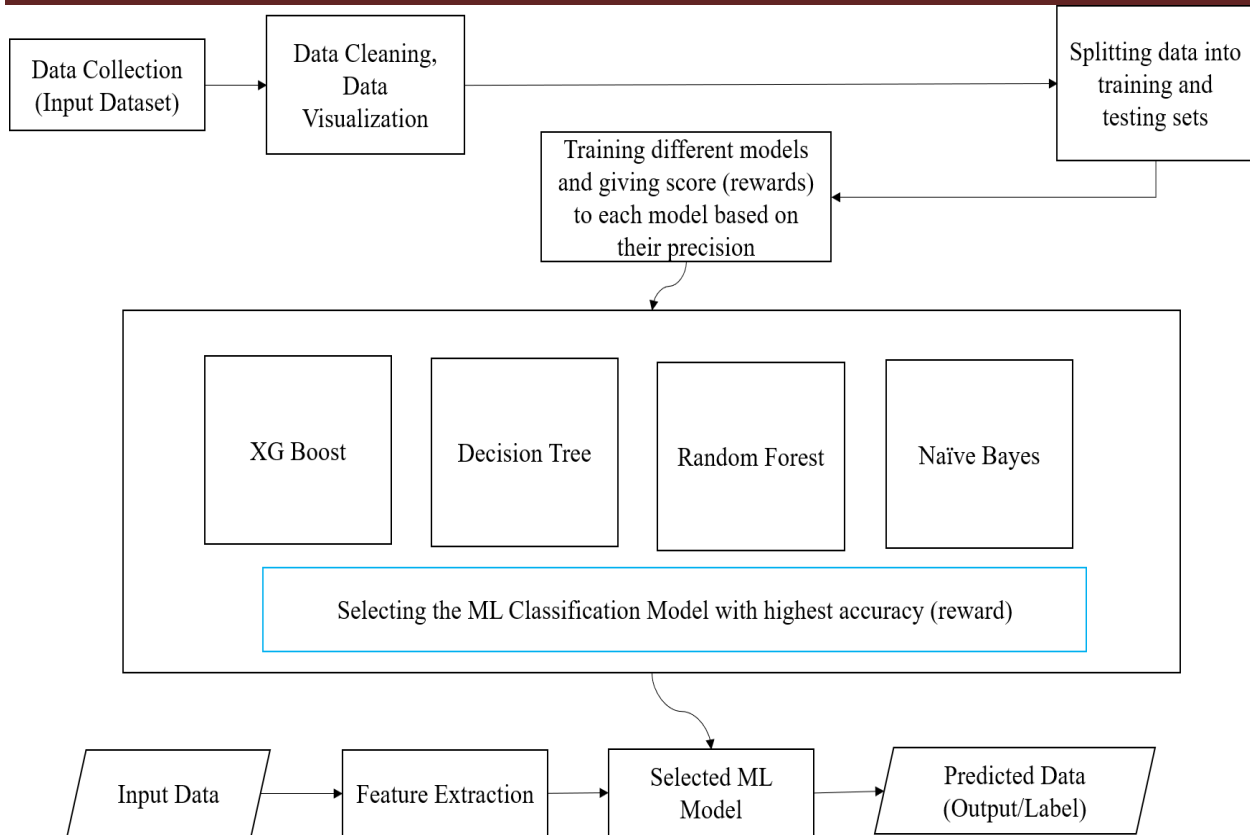 Data Collection
(Input Dataset)
Data Cleaning,
Data
Visualization
Splitting data into
training and
testing sets
Training different models
and giving score (rewards)
to each model based on
their precision
XG Boost
Decision Tree
Random Forest
Naïve Bayes
Selecting the ML Classification Model with highest accuracy (reward)
Input Data
Feature Extraction
Selected ML
Model
Predicted Data
(Output/Label)